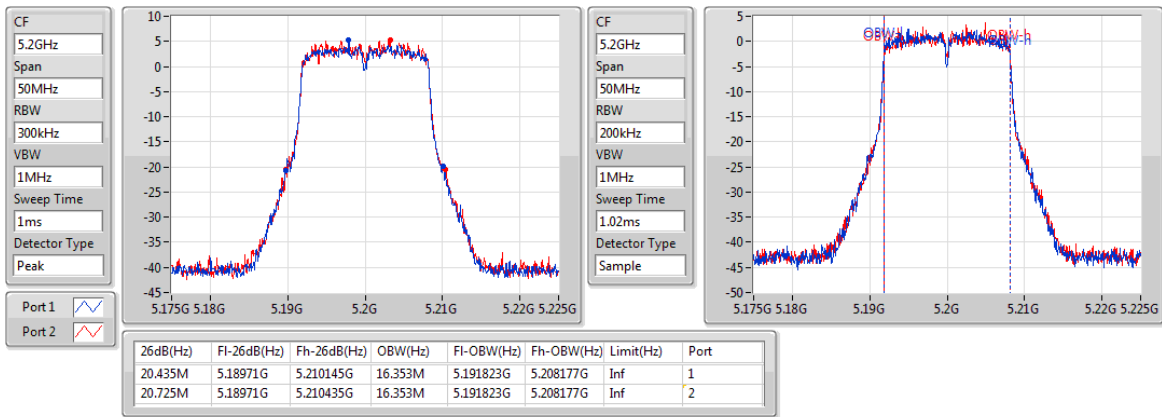 CF
5.2GHz
Span
50MHz
RBW
300kHz
VBW
1MHz
Sweep Time
1ms
Detector Type
Peak
Port 1
Port 2
10
5
0
-5
-10
-15
-20
-25
-30
-35
-40
-45
5.175G 5.18G 5.19G 5.2G 5.21G 5.22G 5.225G
CF
5.2GHz
Span
50MHz
RBW
200kHz
VBW
1MHz
Sweep Time
1.02ms
Detector Type
Sample
5
0
-5
-10
-15
-20
-25
-30
-35
-40
-45
-50
5.175G 5.18G 5.19G 5.2G 5.21G 5.22G 5.225G
26dB(Hz) Fl-26dB(Hz) Fh-26dB(Hz) OBW(Hz) Fl-OBW(Hz) Fh-OBW(Hz) Limit(Hz) Port
20.435M 5.18971G 5.210145G 16.353M 5.191823G 5.208177G Inf 1
20.725M 5.18971G 5.210435G 16.353M 5.191823G 5.208177G Inf 2